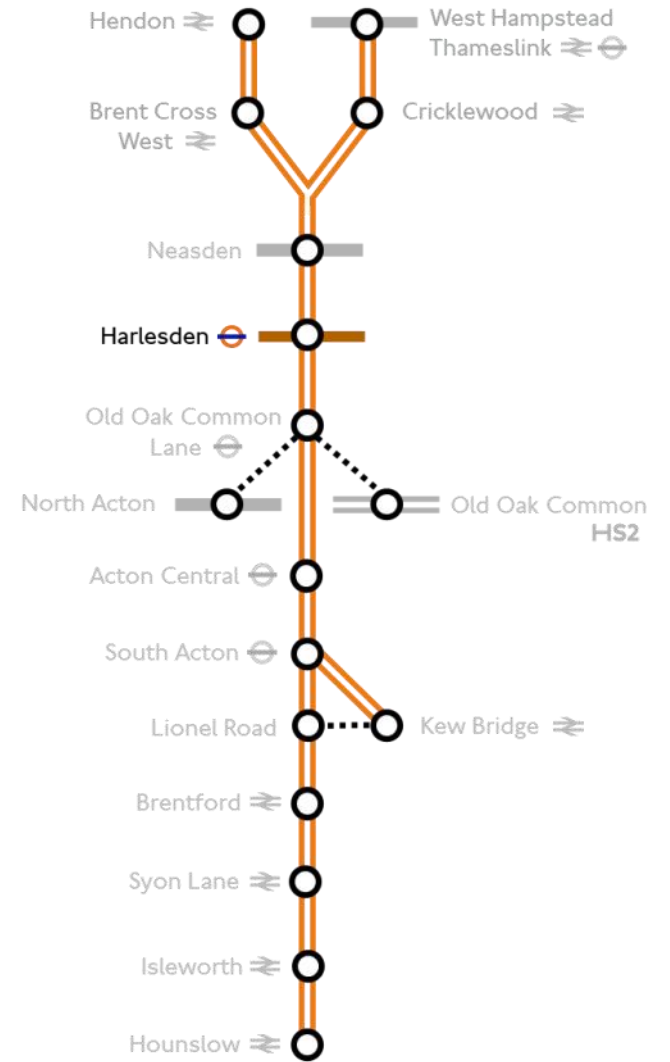 Hendon
West Hampstead
Thameslink
Brent Cross
West
Cricklewood
Neasden
Harlesden
Old Oak Common
Lane
North Acton
Old Oak Common
HS2
Acton Central
South Acton
Lionel Road
Kew Bridge
Brentford
Syon Lane
Isleworth
Hounslow